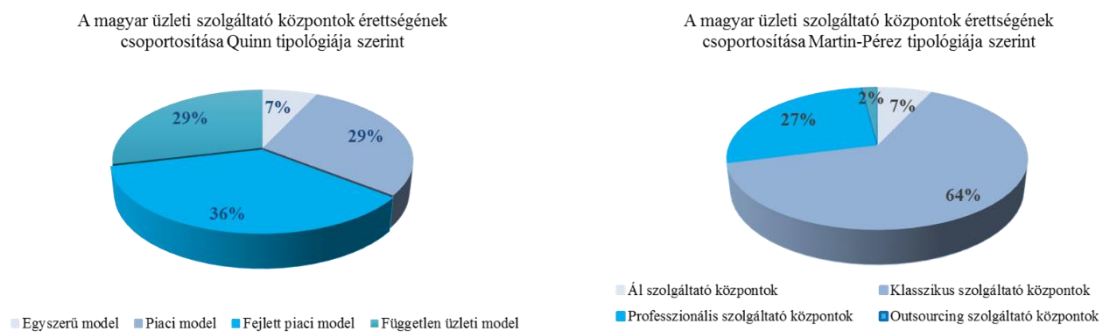 A magyar üzleti szolgáltató központok érettségének
csoportosítása Quinn tipológiája szerint
7%
29%
29%
36%
Egyszerű model Piaci model Fejlett piaci model Független üzleti model
A magyar üzleti szolgáltató központok érettségének
csoportosítása Martin-Pérez tipológiája szerint
2%
7%
27%
64%
Ál szolgáltató központok Klasszikus szolgáltató központok
Professzionális szolgáltató központok Outsourcing szolgáltató központok